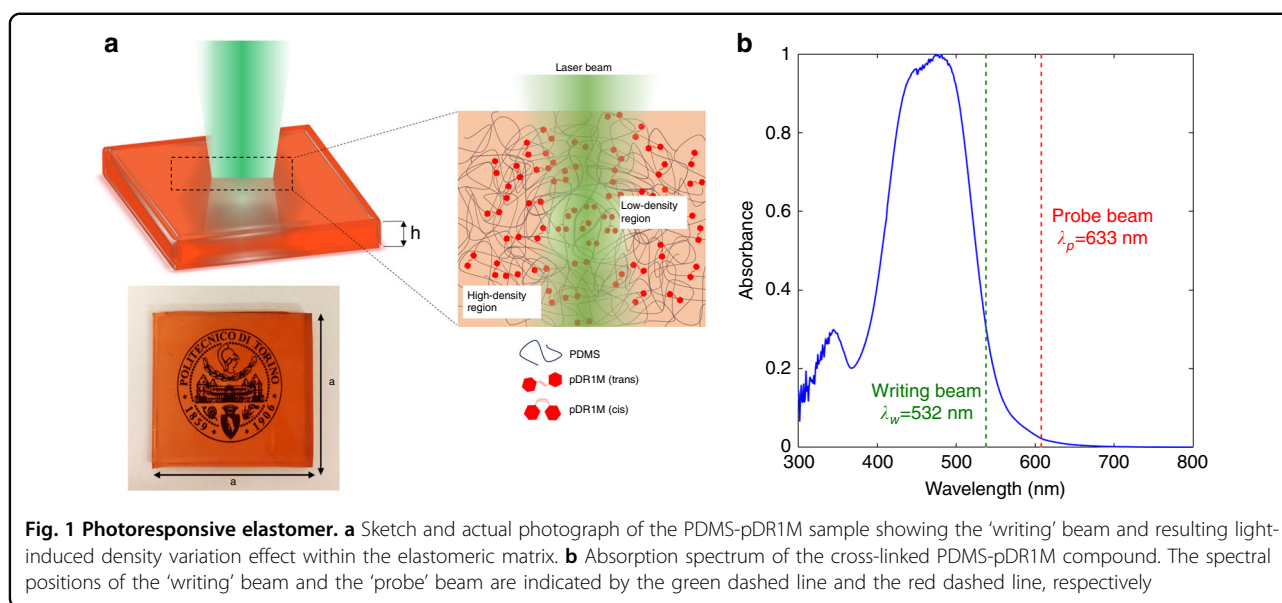 a
Laser beam
Low-density
region
High-density
region
h
PDMS
pDR1M (trans)
pDR1M (cis)
POLITECNICO DI TORINO
1859
1906
a
a
b
Absorbance
1
0.8
0.6
0.4
0.2
0
300
400
500
600
700
800
Wavelength (nm)
Probe beam
λp=633 nm
Writing beam
λw=532 nm
Fig. 1 Photoresponsive elastomer. a Sketch and actual photograph of the PDMS-pDR1M sample showing the ‘writing’ beam and resulting light-
induced density variation effect within the elastomeric matrix. b Absorption spectrum of the cross-linked PDMS-pDR1M compound. The spectral
positions of the ‘writing’ beam and the ‘probe’ beam are indicated by the green dashed line and the red dashed line, respectively